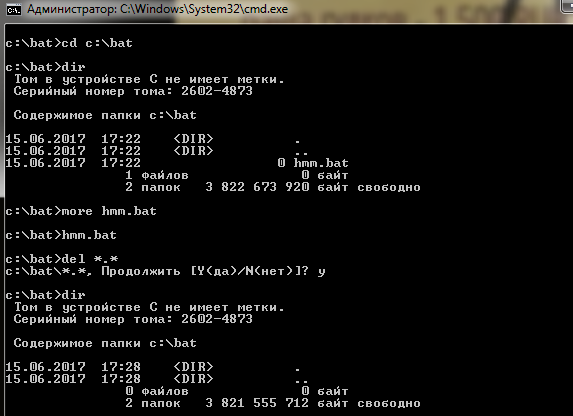 Администратор: C:\Windows\System32\cmd.exe
c:\bat>cd c:\bat
c:\bat>dir
Том в устройстве C не имеет метки.
Серийный номер тома: 2602-4873
Содержимое папки c:\bat
15.06.2017 17:22 <DIR> .
15.06.2017 17:22 <DIR> ..
15.06.2017 17:22 0 hmm.bat
1 файлов 0 байт
2 папок 3 822 673 920 байт свободно
c:\bat>more hmm.bat
c:\bat>hmm.bat
c:\bat>del *.*
c:\bat\*.*, Продолжить [Y(да)/N(нет)]? y
c:\bat>dir
Том в устройстве C не имеет метки.
Серийный номер тома: 2602-4873
Содержимое папки c:\bat
15.06.2017 17:28 <DIR> .
15.06.2017 17:28 <DIR> ..
0 файлов 0 байт
2 папок 3 821 555 712 байт свободно